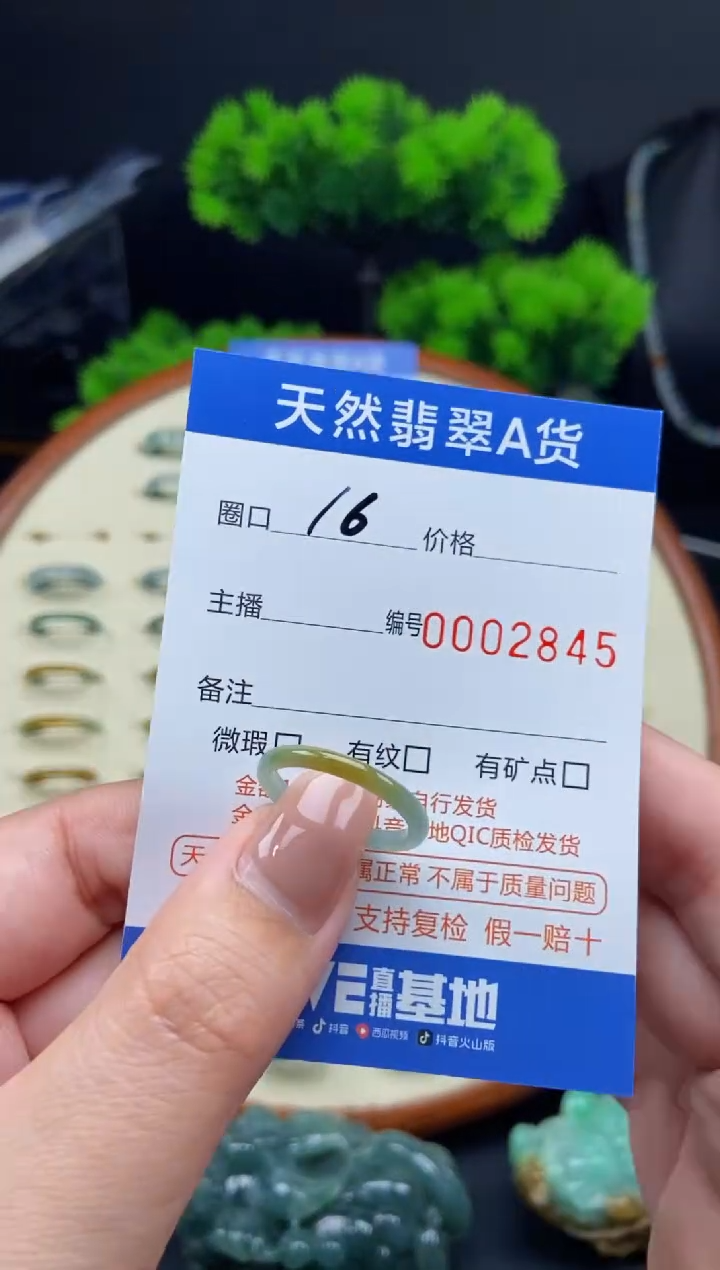 天然翡翠A货
圈口 16 价格
主播 编号0002845
备注
微瑕 有纹 有矿点
自行发货
地QIC质检发货
天 属正常 不属于质量问题
支持复检 假一赔十
VE直播基地
抖音 西瓜视频 抖音火山版